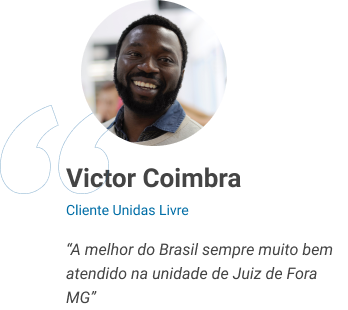 Victor Coimbra
Cliente Unidas Livre
“A melhor do Brasil sempre muito bem
atendido na unidade de Juiz de Fora
MG”